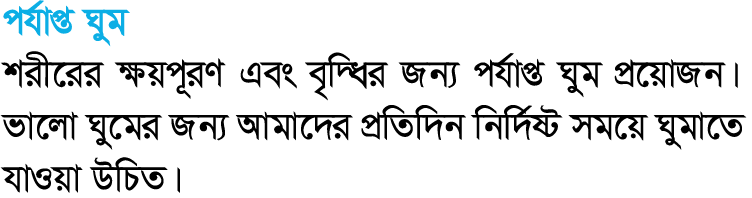 পর্যাপ্ত ঘুম
শরীরের ক্ষয়পূরণ এবং বৃদ্ধির জন্য পর্যাপ্ত ঘুম প্রয়োজন।
ভালো ঘুমের জন্য আমাদের প্রতিদিন নির্দিষ্ট সময়ে ঘুমাতে
যাওয়া উচিত।